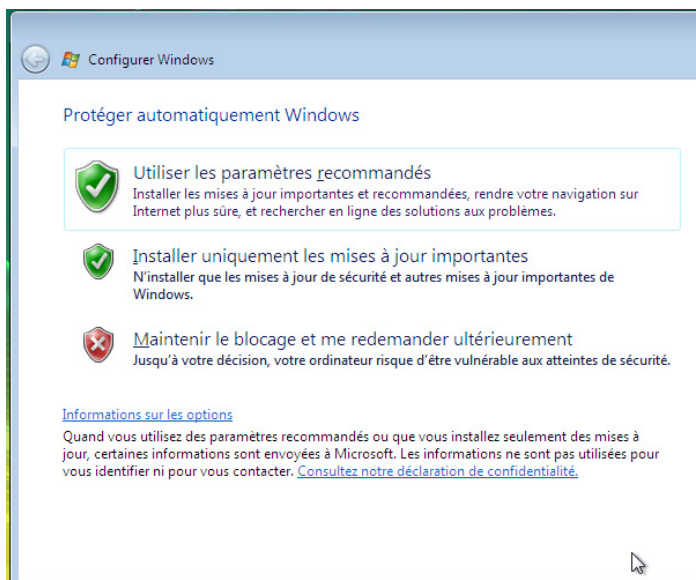 Configurer Windows
Protéger automatiquement Windows
Utiliser les paramètres recommandés
Installer les mises à jour importantes et recommandées, rendre votre navigation sur
Internet plus sûre, et rechercher en ligne des solutions aux problèmes.
Installer uniquement les mises à jour importantes
N'installer que les mises à jour de sécurité et autres mises à jour importantes de
Windows.
Maintenir le blocage et me redemander ultérieurement
Jusqu'à votre décision, votre ordinateur risque d'être vulnérable aux atteintes de sécurité.
Informations sur les options
Quand vous utilisez des paramètres recommandés ou que vous installez seulement des mises à
jour, certaines informations sont envoyées à Microsoft. Les informations ne sont pas utilisées pour
vous identifier ni pour vous contacter. Consultez notre déclaration de confidentialité.